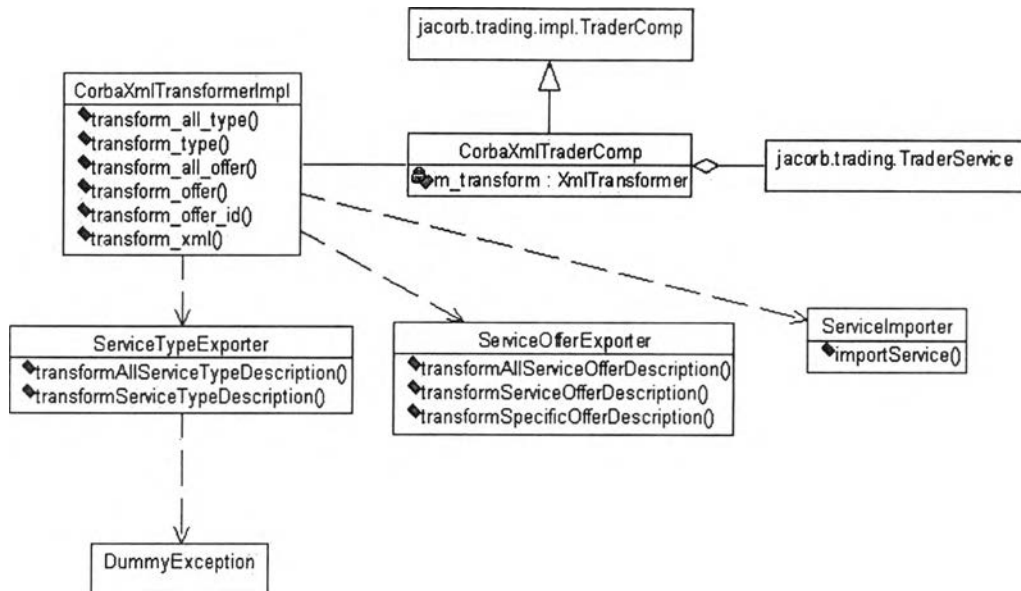 jacorb.trading.impl.TraderComp
CorbaXmlTransformerImpl
transform_all_type()
transform_type()
transform_all_offer()
transform_offer()
transform_offer_id()
transform_xml()
CorbaXmlTraderComp
m_transform : XmlTransformer
jacorb.trading.TraderService
ServiceTypeExporter
transformAllServiceTypeDescription()
transformServiceTypeDescription()
ServiceOfferExporter
transformAllServiceOfferDescription()
transformServiceOfferDescription()
transformSpecificOfferDescription()
ServiceImporter
importService()
DummyException